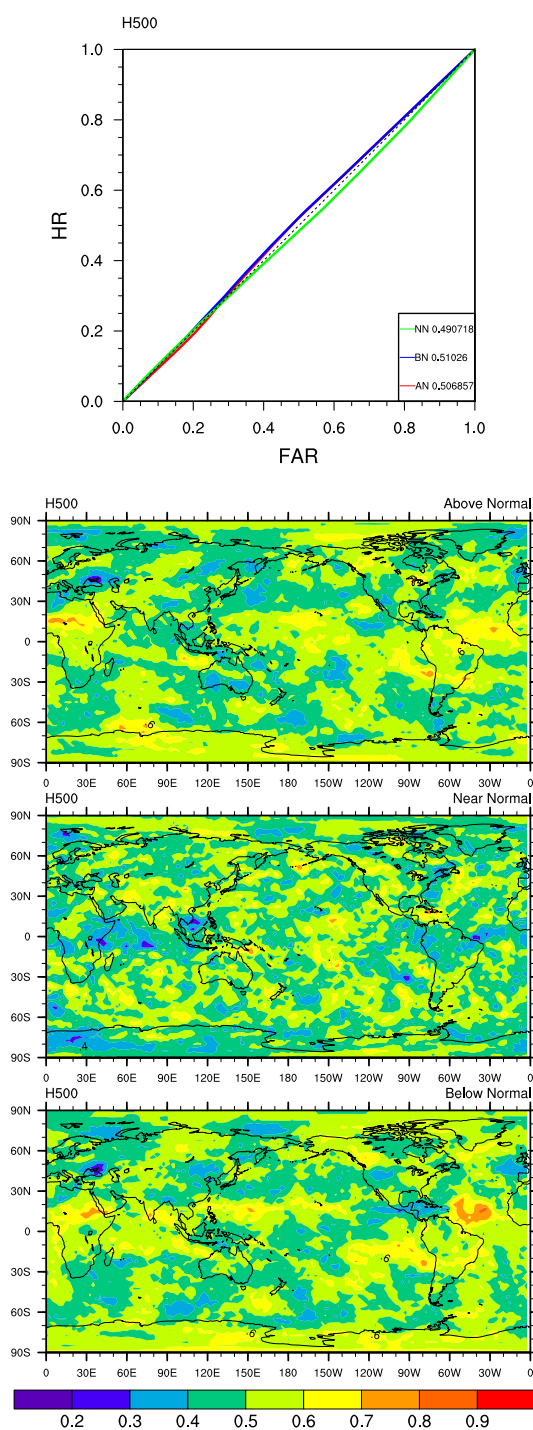 H500
1.0
0.8
0.6
0.4
0.2
0.0
HR
NN 0.490718
BN 0.51026
AN 0.506857
0.0 0.2 0.4 0.6 0.8 1.0
FAR
H500 Above Normal
90N
60N
30N
0
30S
60S
90S
6
6
0 30E 60E 90E 120E 150E 180 150W 120W 90W 60W 30W 0
H500 Near Normal
90N
60N
30N
0
30S
60S
90S
4
0 30E 60E 90E 120E 150E 180 150W 120W 90W 60W 30W 0
H500 Below Normal
90N
60N
30N
0
30S
60S
90S
6
6
6
0 30E 60E 90E 120E 150E 180 150W 120W 90W 60W 30W 0
0.2 0.3 0.4 0.5 0.6 0.7 0.8 0.9